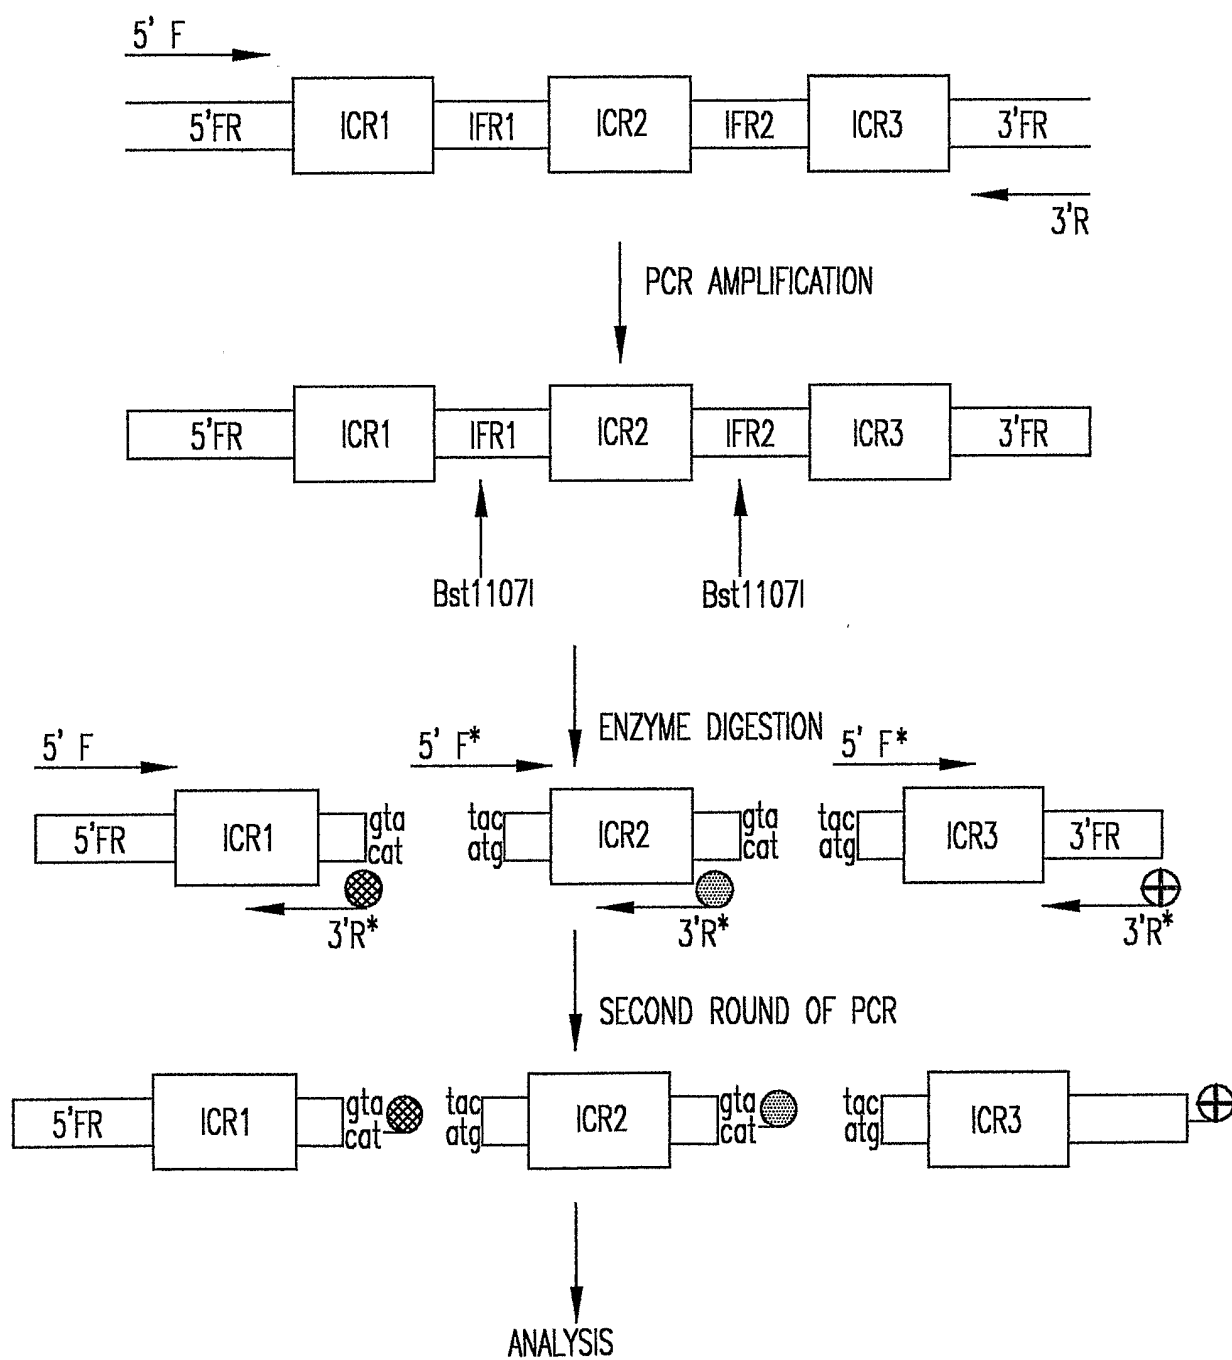 5' F
5'FR ICR1 IFR1 ICR2 IFR2 ICR3 3'FR
3'R
PCR AMPLIFICATION
5'FR ICR1 IFR1 ICR2 IFR2 ICR3 3'FR
Bst1107I Bst1107I
ENZYME DIGESTION
5' F 5' F* 5' F*
gta tac gta tac
5'FR ICR1 ICR2 ICR3 3'FR
cat atg cat atg
3'R* 3'R* 3'R*
SECOND ROUND OF PCR
gta tac gta tac
5'FR ICR1 ICR2 ICR3
cat atg cat atg
ANALYSIS